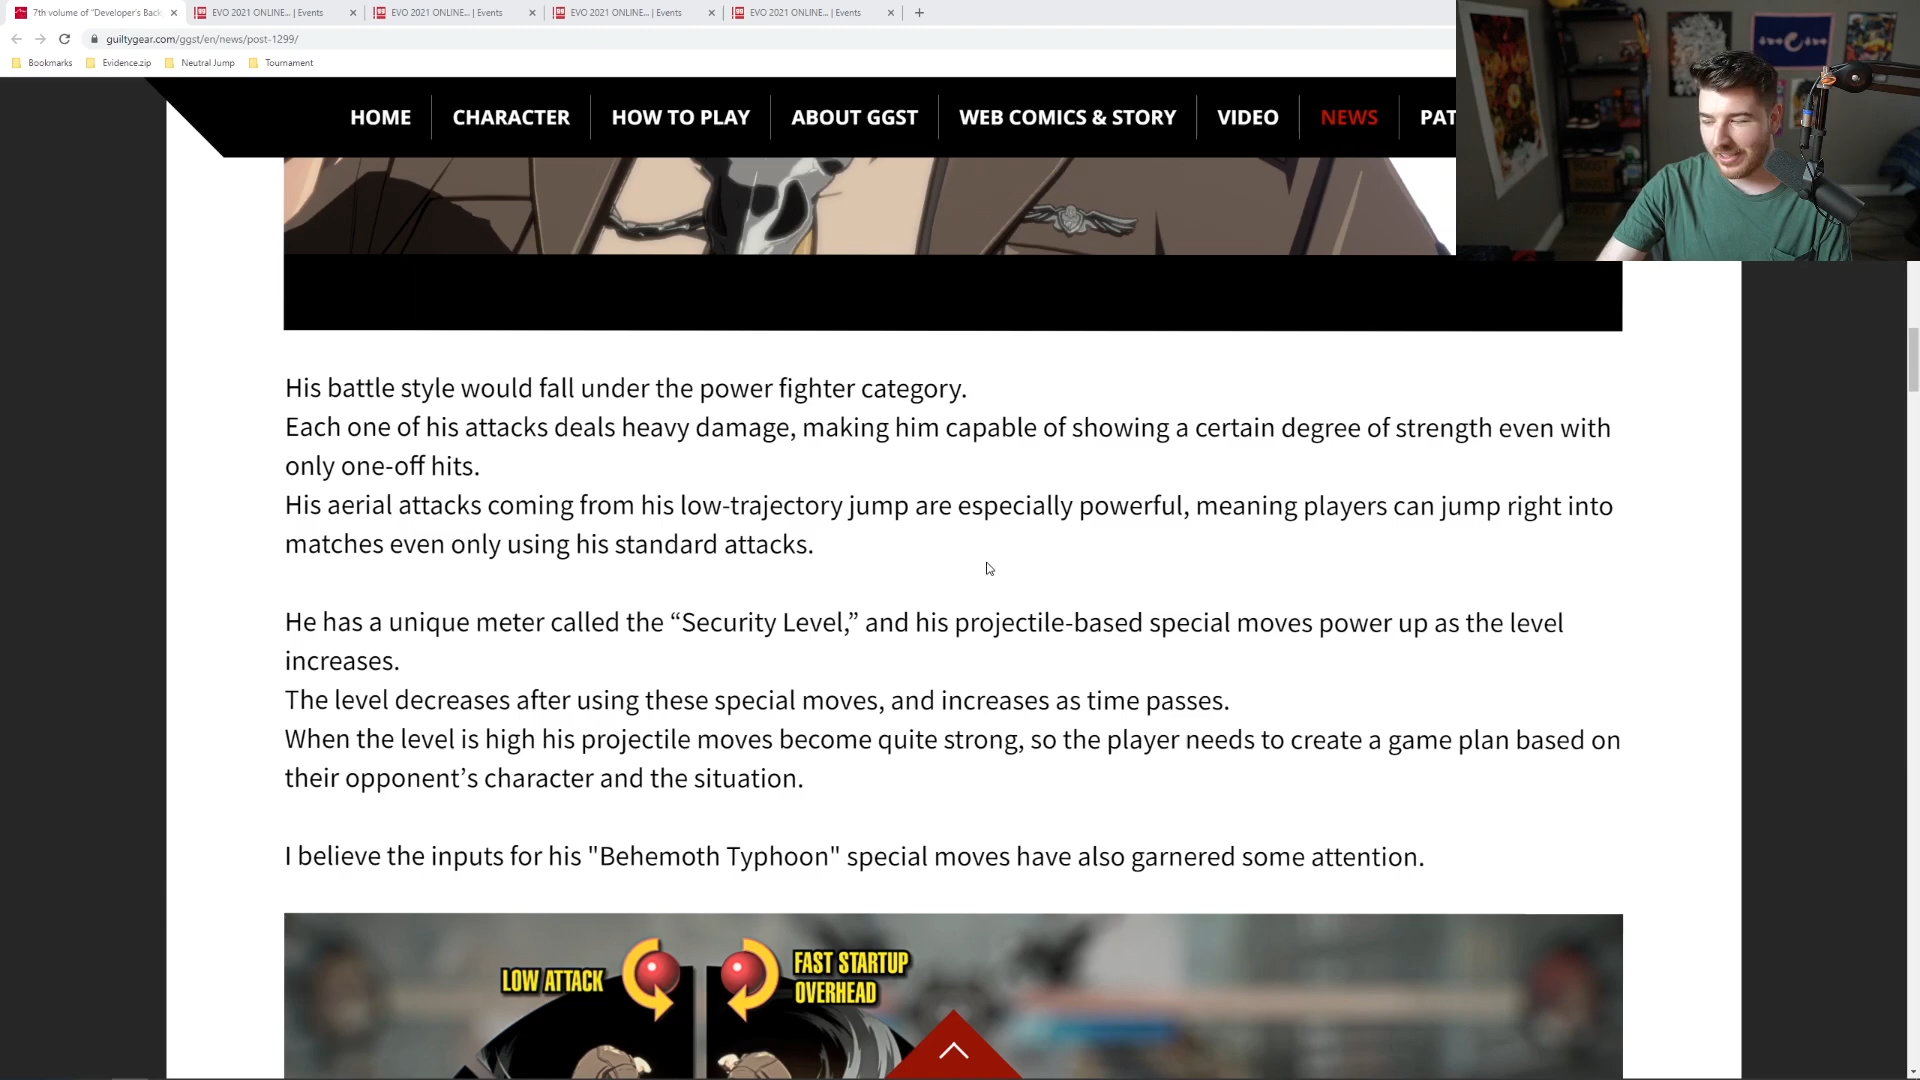 7th volume of "Developer's Back
EVO 2021 ONLINE... | Events
EVO 2021 ONLINE... | Events
EVO 2021 ONLINE... | Events
EVO 2021 ONLINE... | Events
guiltygear.com/ggst/en/news/post-1299/
Bookmarks
Evidence.zip
Neutral Jump
Tournament
HOME
CHARACTER
HOW TO PLAY
ABOUT GGST
WEB COMICS & STORY
VIDEO
NEWS
PAT
His battle style would fall under the power fighter category.
Each one of his attacks deals heavy damage, making him capable of showing a certain degree of strength even with
only one-off hits.
His aerial attacks coming from his low-trajectory jump are especially powerful, meaning players can jump right into
matches even only using his standard attacks.
He has a unique meter called the “Security Level,” and his projectile-based special moves power up as the level
increases.
The level decreases after using these special moves, and increases as time passes.
When the level is high his projectile moves become quite strong, so the player needs to create a game plan based on
their opponent’s character and the situation.
I believe the inputs for his "Behemoth Typhoon" special moves have also garnered some attention.
LOW ATTACK
FAST STARTUP
OVERHEAD